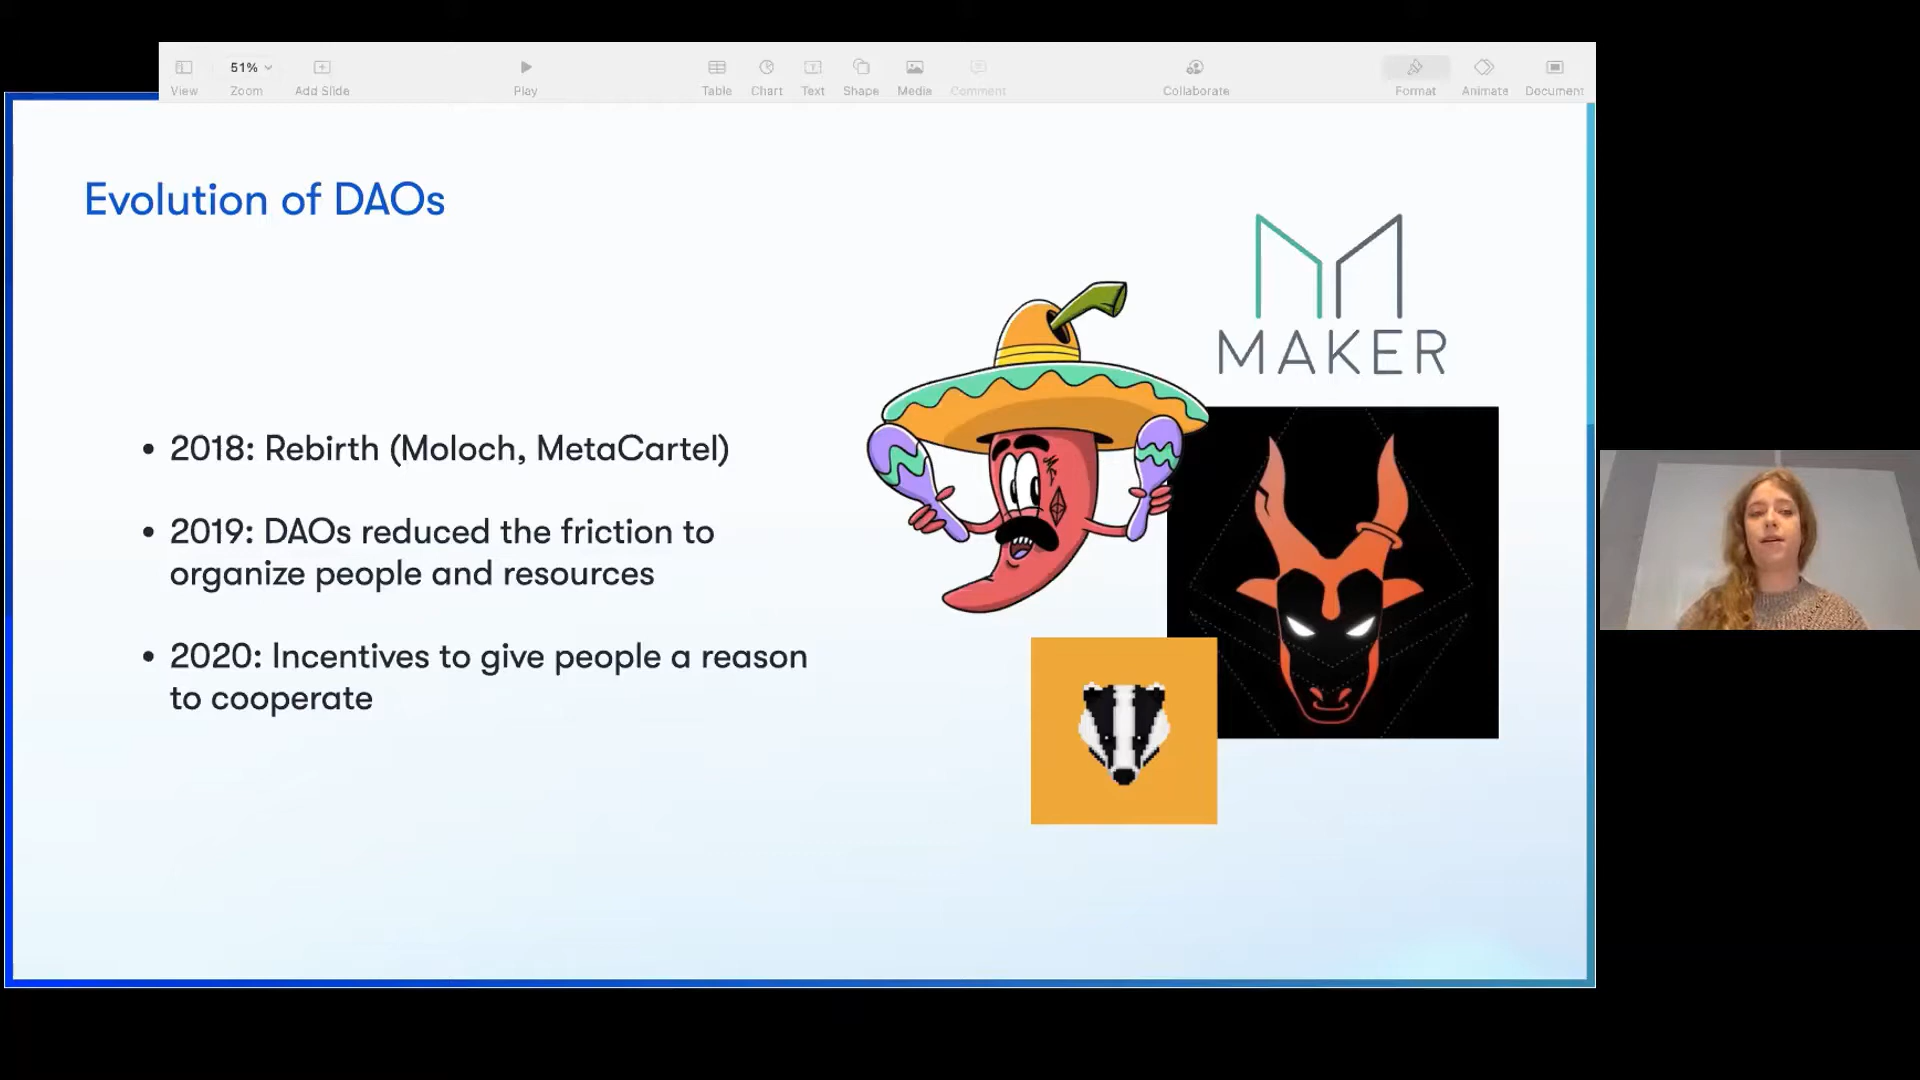 51%
View
Zoom
Add Slide
Play
Table
Chart
Text
Shape
Media
Comment
Collaborate
Format
Animate
Document
Evolution of DAOs
MAKER
• 2018: Rebirth (Moloch, MetaCartel)
• 2019: DAOs reduced the friction to
organize people and resources
• 2020: Incentives to give people a reason
to cooperate